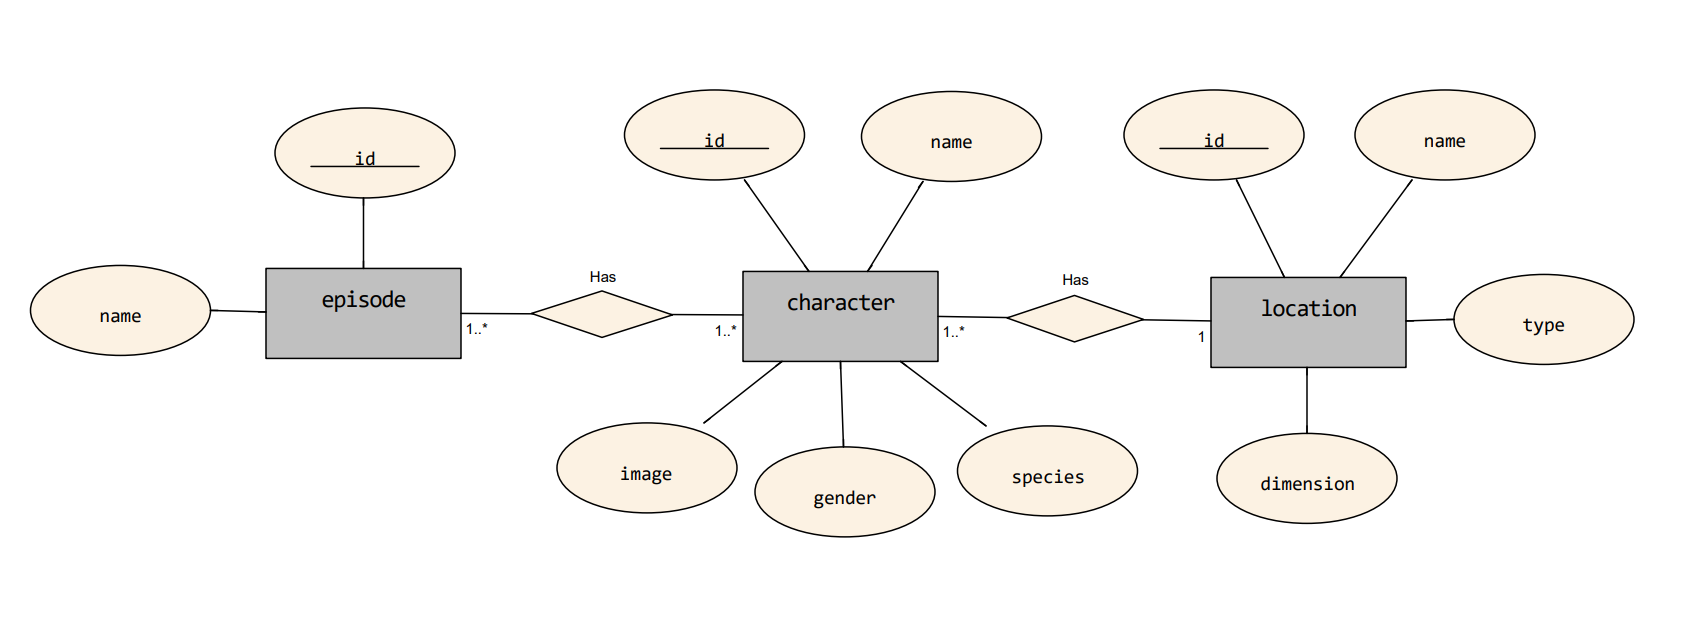 id
name
id
name
id
name
episode
Has
character
Has
location
type
1..*
1..*
1..*
1
image
gender
species
dimension